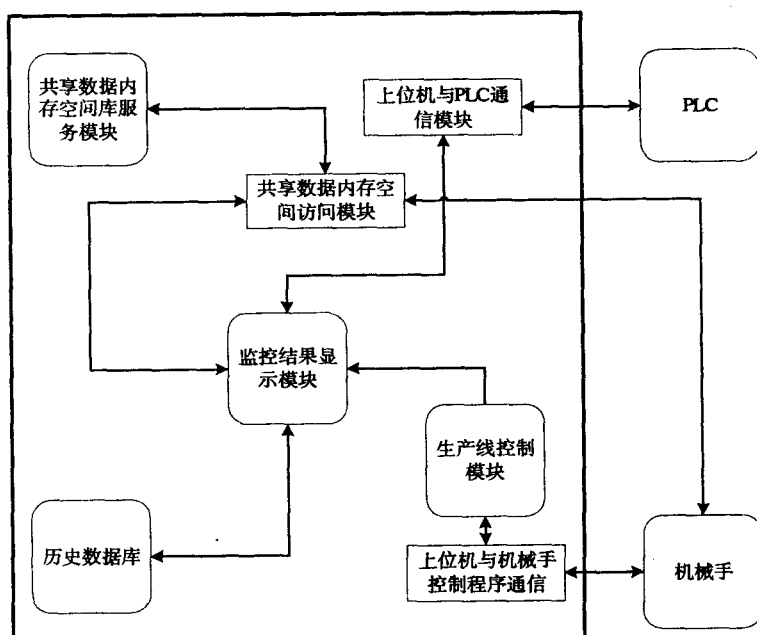 共享数据内
存空间库服
务模块
上位机与PLC通
信模块
PLC
共享数据内存空
间访问模块
监控结果显
示模块
生产线控制
模块
历史数据库
上位机与机械手
控制程序通信
机械手